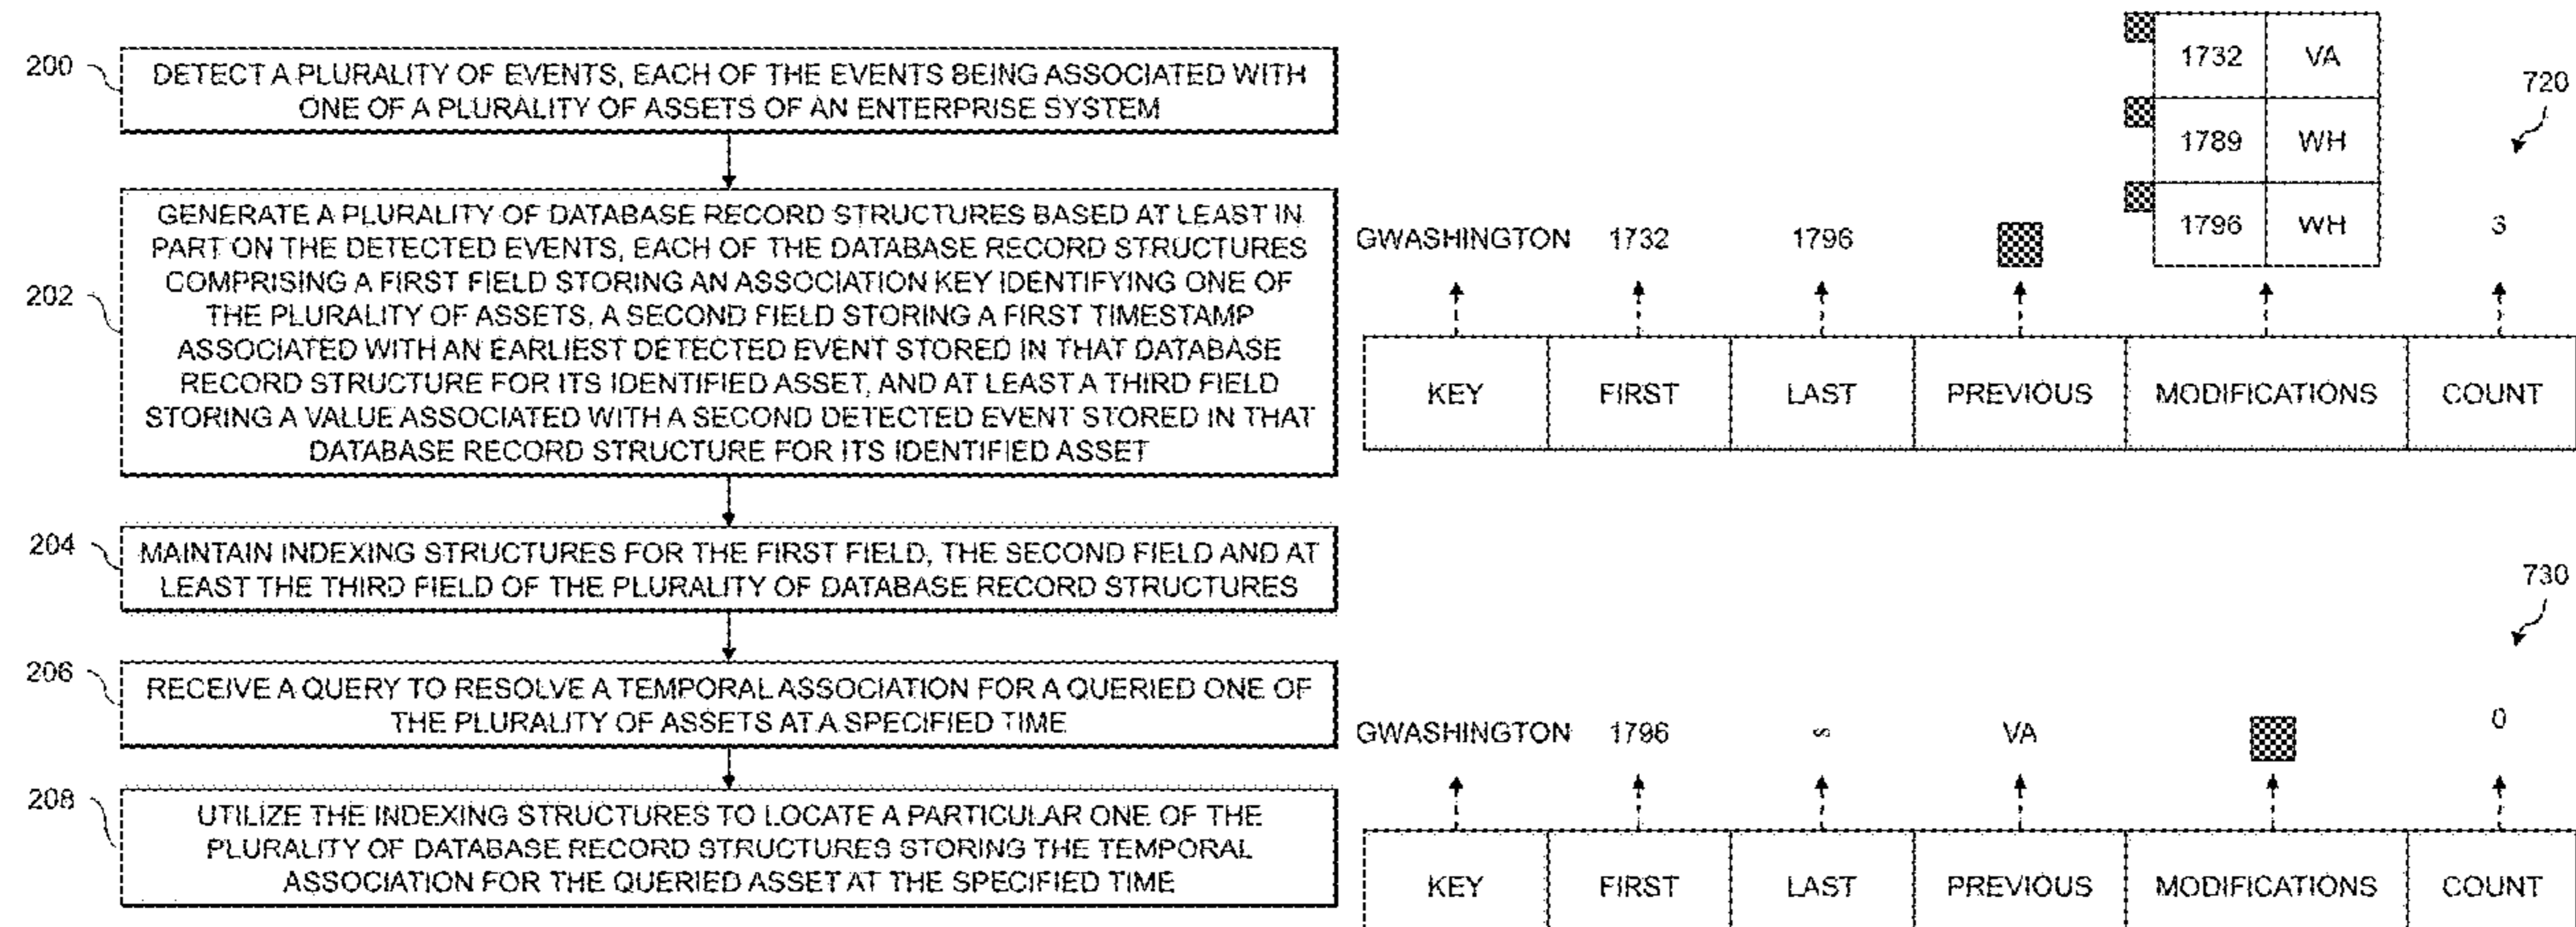 200
DETECT A PLURALITY OF EVENTS, EACH OF THE EVENTS BEING ASSOCIATED WITH
ONE OF A PLURALITY OF ASSETS OF AN ENTERPRISE SYSTEM
202
GENERATE A PLURALITY OF DATABASE RECORD STRUCTURES BASED AT LEAST IN
PART ON THE DETECTED EVENTS, EACH OF THE DATABASE RECORD STRUCTURES
COMPRISING A FIRST FIELD STORING AN ASSOCIATION KEY IDENTIFYING ONE OF
THE PLURALITY OF ASSETS, A SECOND FIELD STORING A FIRST TIMESTAMP
ASSOCIATED WITH AN EARLIEST DETECTED EVENT STORED IN THAT DATABASE
RECORD STRUCTURE FOR ITS IDENTIFIED ASSET, AND AT LEAST A THIRD FIELD
STORING A VALUE ASSOCIATED WITH A SECOND DETECTED EVENT STORED IN THAT
DATABASE RECORD STRUCTURE FOR ITS IDENTIFIED ASSET
204
MAINTAIN INDEXING STRUCTURES FOR THE FIRST FIELD, THE SECOND FIELD AND AT
LEAST THE THIRD FIELD OF THE PLURALITY OF DATABASE RECORD STRUCTURES
206
RECEIVE A QUERY TO RESOLVE A TEMPORAL ASSOCIATION FOR A QUERIED ONE OF
THE PLURALITY OF ASSETS AT A SPECIFIED TIME
208
UTILIZE THE INDEXING STRUCTURES TO LOCATE A PARTICULAR ONE OF THE
PLURALITY OF DATABASE RECORD STRUCTURES STORING THE TEMPORAL
ASSOCIATION FOR THE QUERIED ASSET AT THE SPECIFIED TIME
720
1732 VA
1789 WH
1796 WH
GWASHINGTON 1732 1796 3
KEY FIRST LAST PREVIOUS MODIFICATIONS COUNT
730
GWASHINGTON 1796 ∞ VA 0
KEY FIRST LAST PREVIOUS MODIFICATIONS COUNT